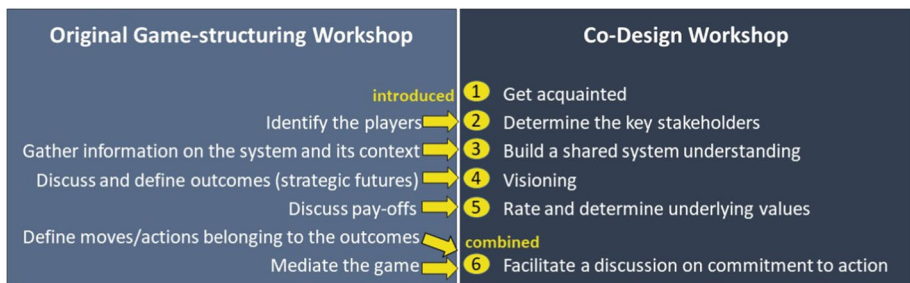 Original Game-structuring Workshop
Co-Design Workshop
introduced 1 Get acquainted
Identify the players 2 Determine the key stakeholders
Gather information on the system and its context 3 Build a shared system understanding
Discuss and define outcomes (strategic futures) 4 Visioning
Discuss pay-offs 5 Rate and determine underlying values
Define moves/actions belonging to the outcomes combined
Mediate the game 6 Facilitate a discussion on commitment to action